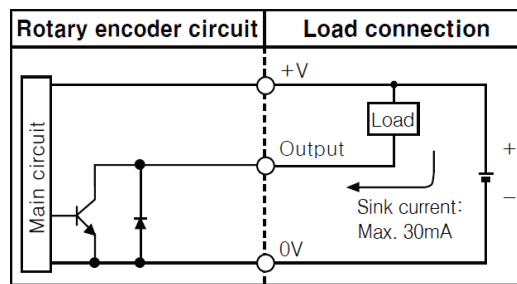 Rotary encoder circuit
Load connection
Main circuit
+V
Load
Output
+
−
Sink current:
Max. 30mA
0V